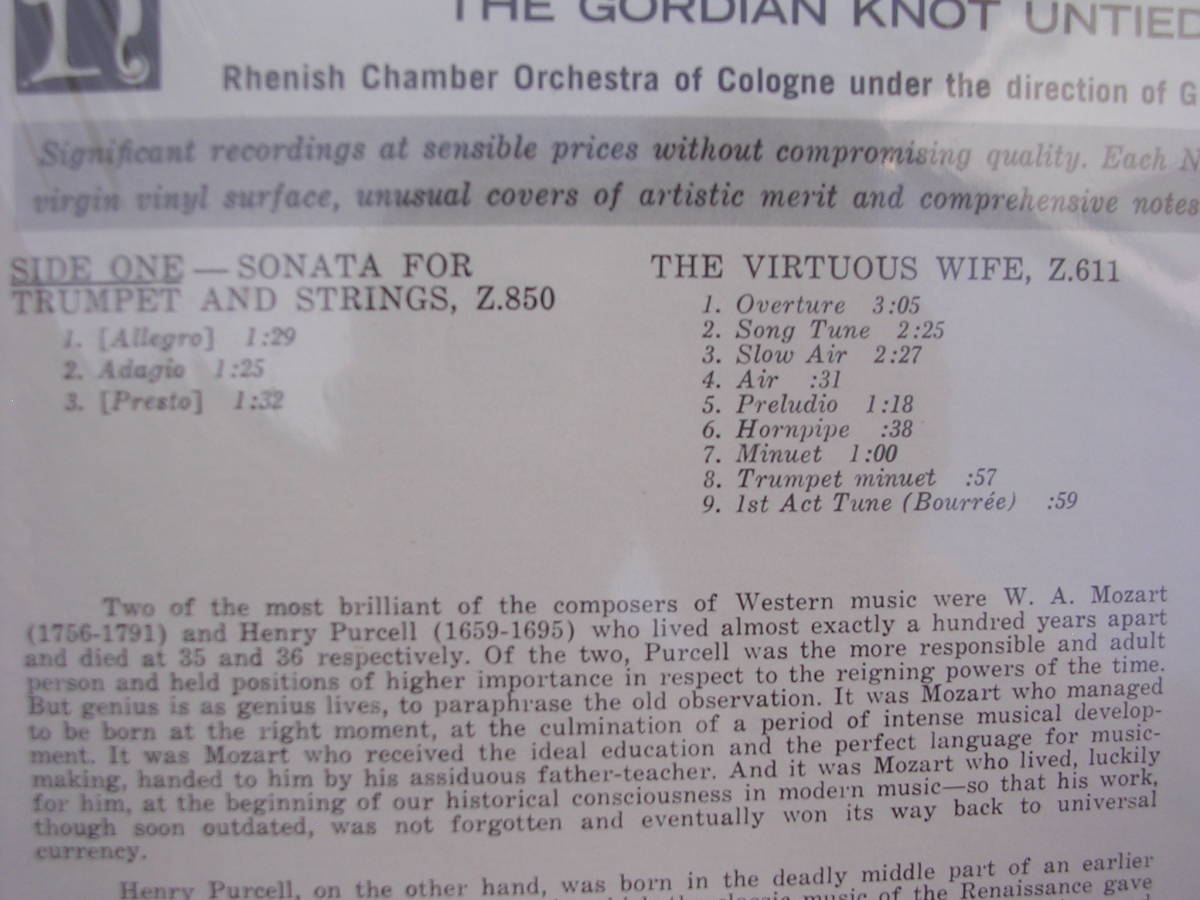 THE GORDIAN KNOT UNTIED
Rhenish Chamber Orchestra of Cologne under the direction of G
Significant recordings at sensible prices without compromising quality. Each N
virgin vinyl surface, unusual covers of artistic merit and comprehensive notes
SIDE ONE — SONATA FOR
TRUMPET AND STRINGS, Z.850
1. [Allegro] 1:29
2. Adagio 1:25
3. [Presto] 1:32
THE VIRTUOUS WIFE, Z.611
1. Overture 3:05
2. Song Tune 2:25
3. Slow Air 2:27
4. Air :31
5. Preludio 1:18
6. Hornpipe :38
7. Minuet 1:00
8. Trumpet minuet :57
9. 1st Act Tune (Bourrée) :59
Two of the most brilliant of the composers of Western music were W. A. Mozart
(1756-1791) and Henry Purcell (1659-1695) who lived almost exactly a hundred years apart
and died at 35 and 36 respectively. Of the two, Purcell was the more responsible and adult
person and held positions of higher importance in respect to the reigning powers of the time.
But genius is as genius lives, to paraphrase the old observation. It was Mozart who managed
to be born at the right moment, at the culmination of a period of intense musical develop-
ment. It was Mozart who received the ideal education and the perfect language for music-
making, handed to him by his assiduous father-teacher. And it was Mozart who lived, luckily
for him, at the beginning of our historical consciousness in modern music—so that his work,
though soon outdated, was not forgotten and eventually won its way back to universal
currency.
Henry Purcell, on the other hand, was born in the deadly middle part of an earlier
classic music of the Renaissance gave